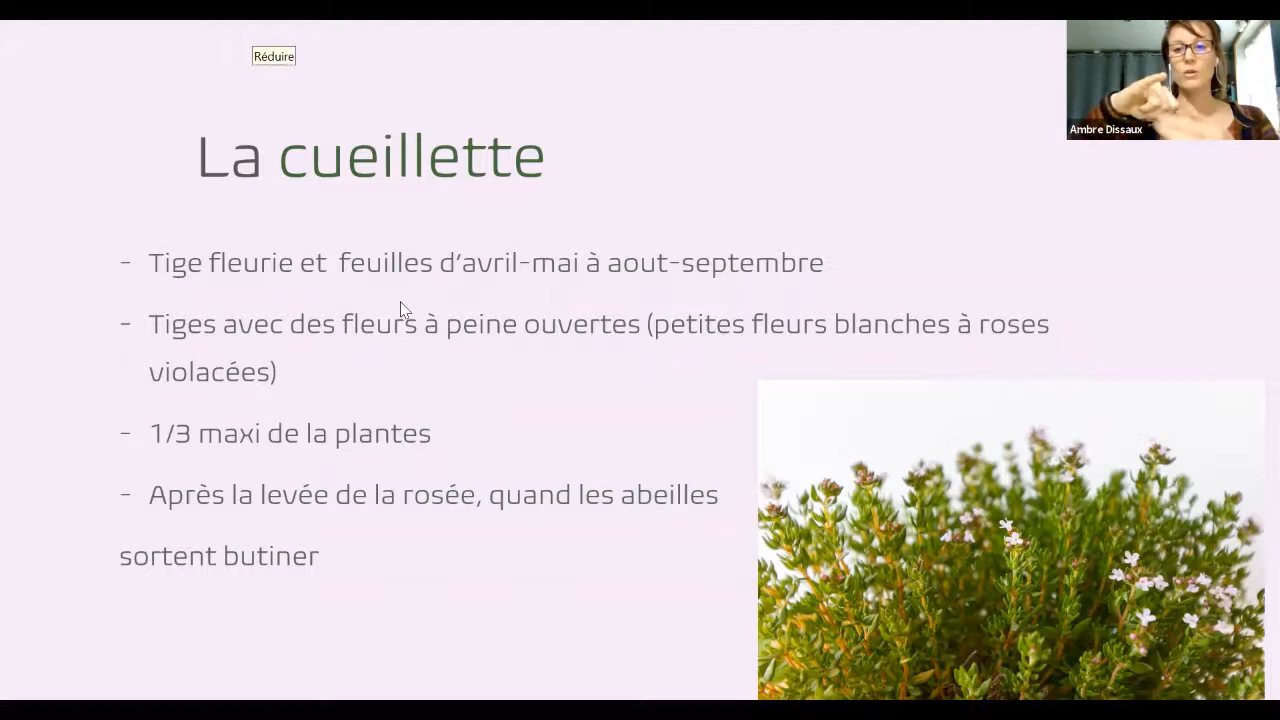 Réduire
Ambre Dissaux
La cueillette
- Tige fleurie et feuilles d'avril-mai à aout-septembre
- Tiges avec des fleurs à peine ouvertes (petites fleurs blanches à roses
violacées)
- 1/3 maxi de la plantes
- Après la levée de la rosée, quand les abeilles
sortent butiner